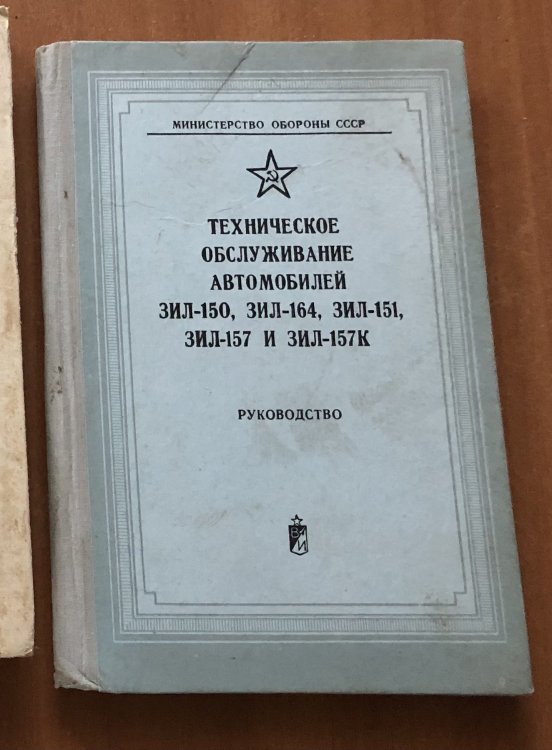 МИНИСТЕРСТВО ОБОРОНЫ СССР
ТЕХНИЧЕСКОЕ
ОБСЛУЖИВАНИЕ
АВТОМОБИЛЕЙ
ЗИЛ-150, ЗИЛ-164, ЗИЛ-151,
ЗИЛ-157 И ЗИЛ-157К
РУКОВОДСТВО
В
И